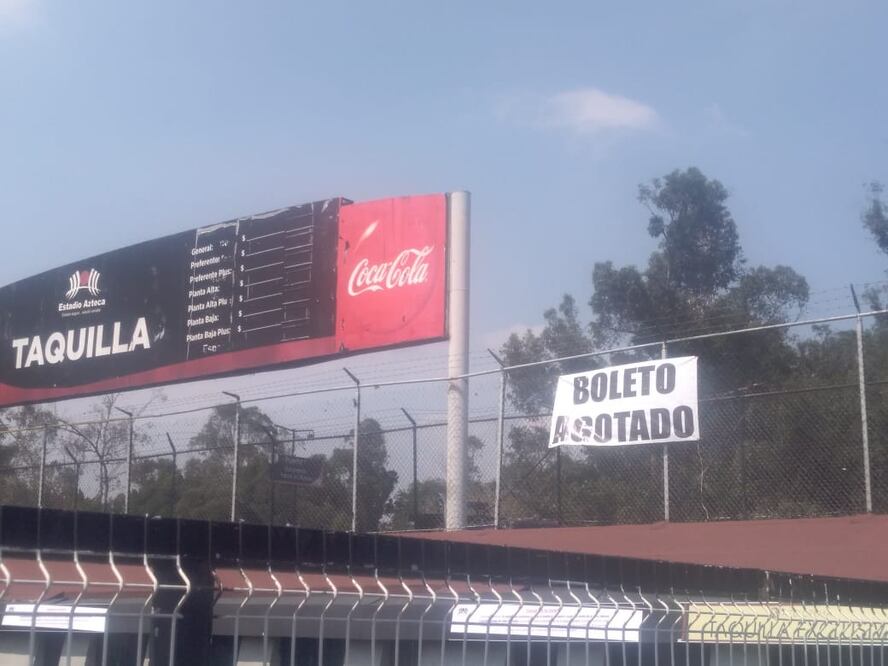 Estadio Azteca
TAQUILLA
General: $
Preferente: $
Preferente Plus: $
Planta Alta: $
Planta Alta Plus: $
Planta Baja: $
Planta Baja Plus: $
Coca-Cola
BOLETO
AGOTADO